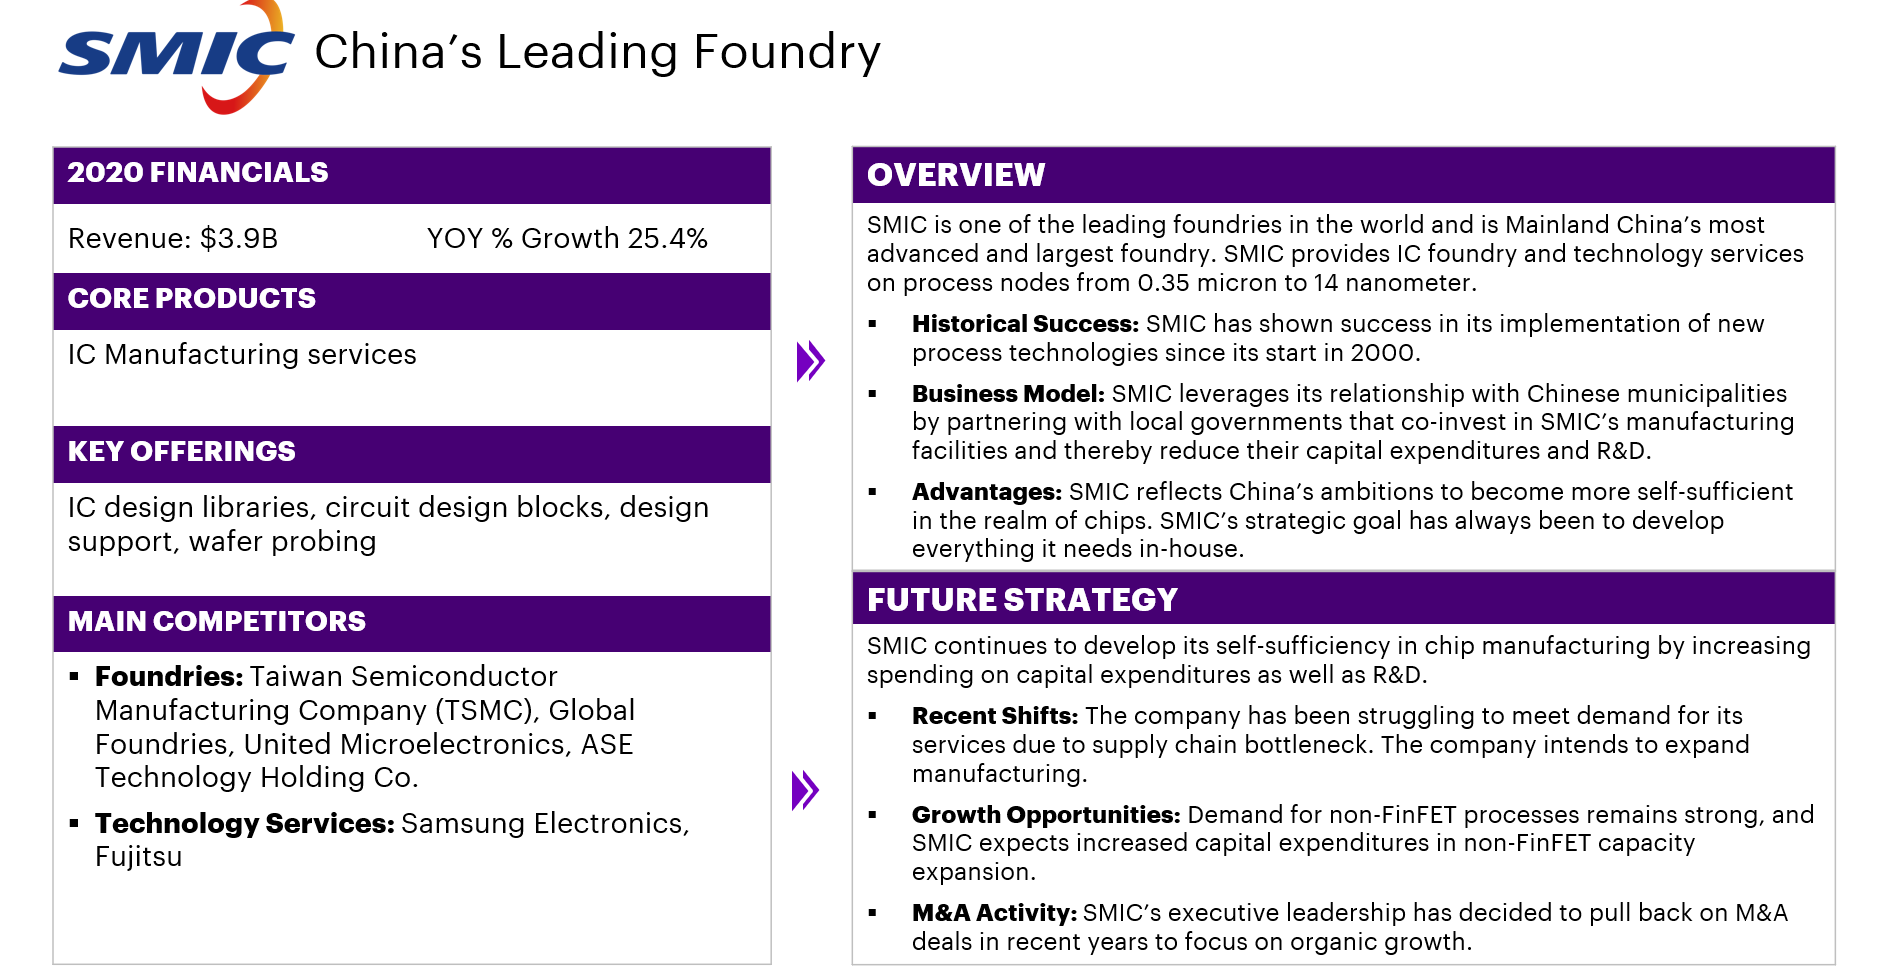 SMIC China's Leading Foundry
2020 FINANCIALS
Revenue: $3.9B YOY % Growth 25.4%
CORE PRODUCTS
IC Manufacturing services
KEY OFFERINGS
IC design libraries, circuit design blocks, design
support, wafer probing
MAIN COMPETITORS
▪ Foundries: Taiwan Semiconductor
Manufacturing Company (TSMC), Global
Foundries, United Microelectronics, ASE
Technology Holding Co.
▪ Technology Services: Samsung Electronics,
Fujitsu
OVERVIEW
SMIC is one of the leading foundries in the world and is Mainland China's most
advanced and largest foundry. SMIC provides IC foundry and technology services
on process nodes from 0.35 micron to 14 nanometer.
▪ Historical Success: SMIC has shown success in its implementation of new
process technologies since its start in 2000.
▪ Business Model: SMIC leverages its relationship with Chinese municipalities
by partnering with local governments that co-invest in SMIC's manufacturing
facilities and thereby reduce their capital expenditures and R&D.
▪ Advantages: SMIC reflects China's ambitions to become more self-sufficient
in the realm of chips. SMIC's strategic goal has always been to develop
everything it needs in-house.
FUTURE STRATEGY
SMIC continues to develop its self-sufficiency in chip manufacturing by increasing
spending on capital expenditures as well as R&D.
▪ Recent Shifts: The company has been struggling to meet demand for its
services due to supply chain bottleneck. The company intends to expand
manufacturing.
▪ Growth Opportunities: Demand for non-FinFET processes remains strong, and
SMIC expects increased capital expenditures in non-FinFET capacity
expansion.
▪ M&A Activity: SMIC's executive leadership has decided to pull back on M&A
deals in recent years to focus on organic growth.